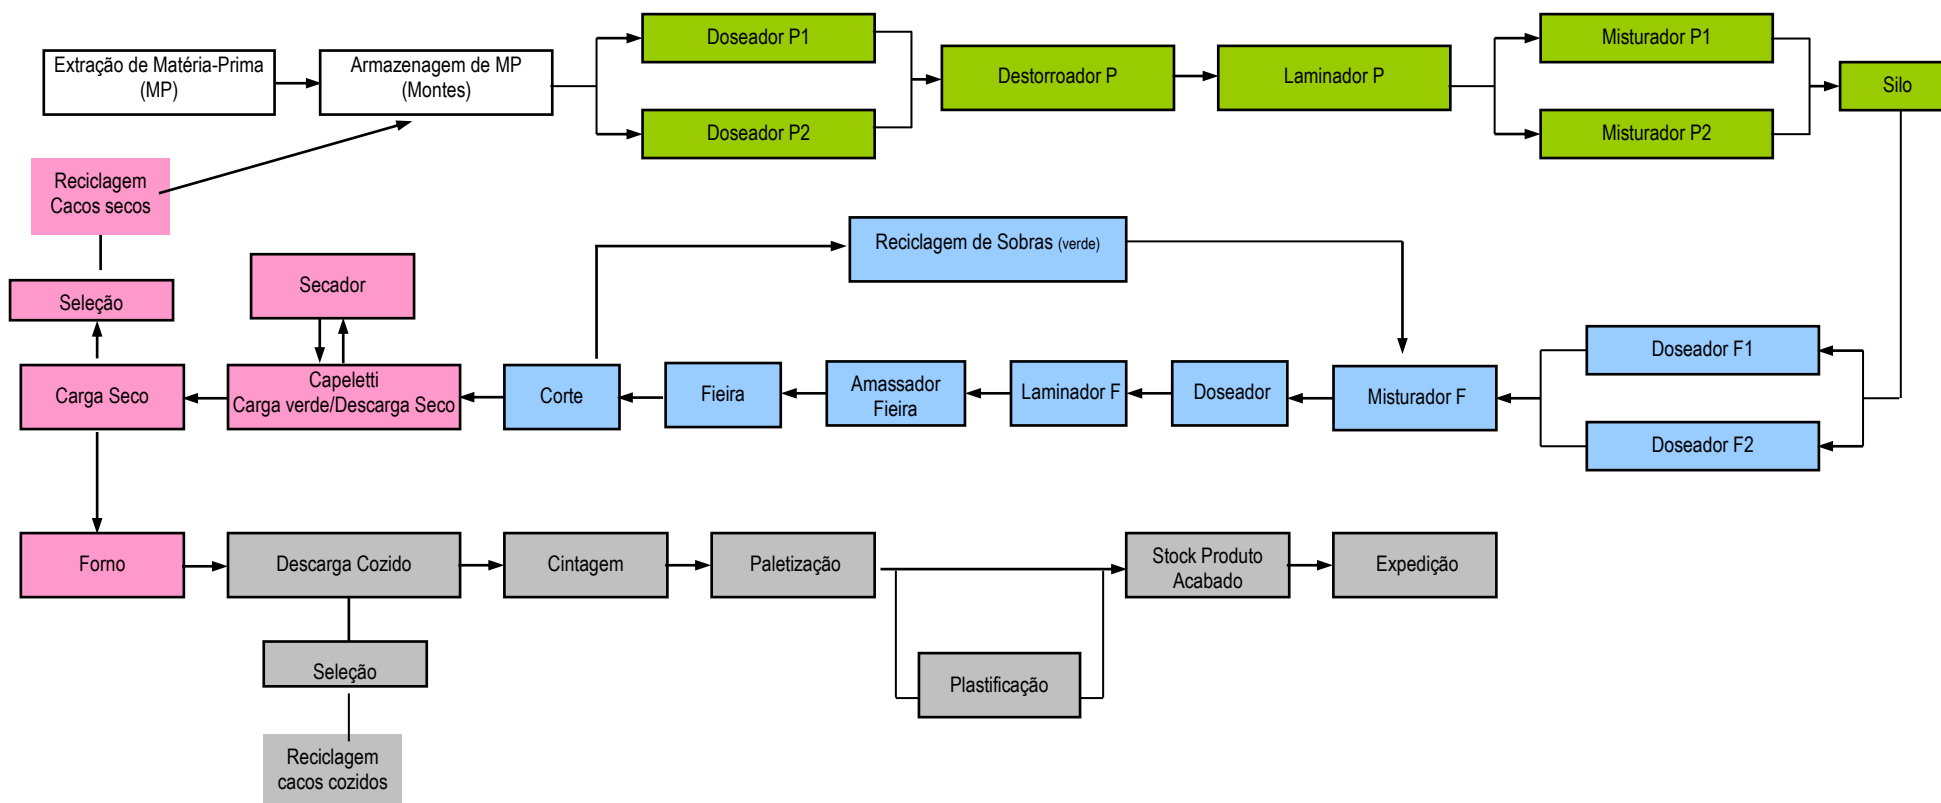 Extração de Matéria-Prima
(MP)
Armazenagem de MP
(Montes)
Doseador P1
Doseador P2
Destorroador P
Laminador P
Misturador P1
Misturador P2
Silo
Reciclagem
Cacos secos
Reciclagem de Sobras (verde)
Seleção
Secador
Carga Seco
Capeletti
Carga verde/Descarga Seco
Corte
Fieira
Amassador
Fieira
Laminador F
Doseador
Misturador F
Doseador F1
Doseador F2
Forno
Descarga Cozido
Cintagem
Paletização
Stock Produto
Acabado
Expedição
Seleção
Plastificação
Reciclagem
cacos cozidos